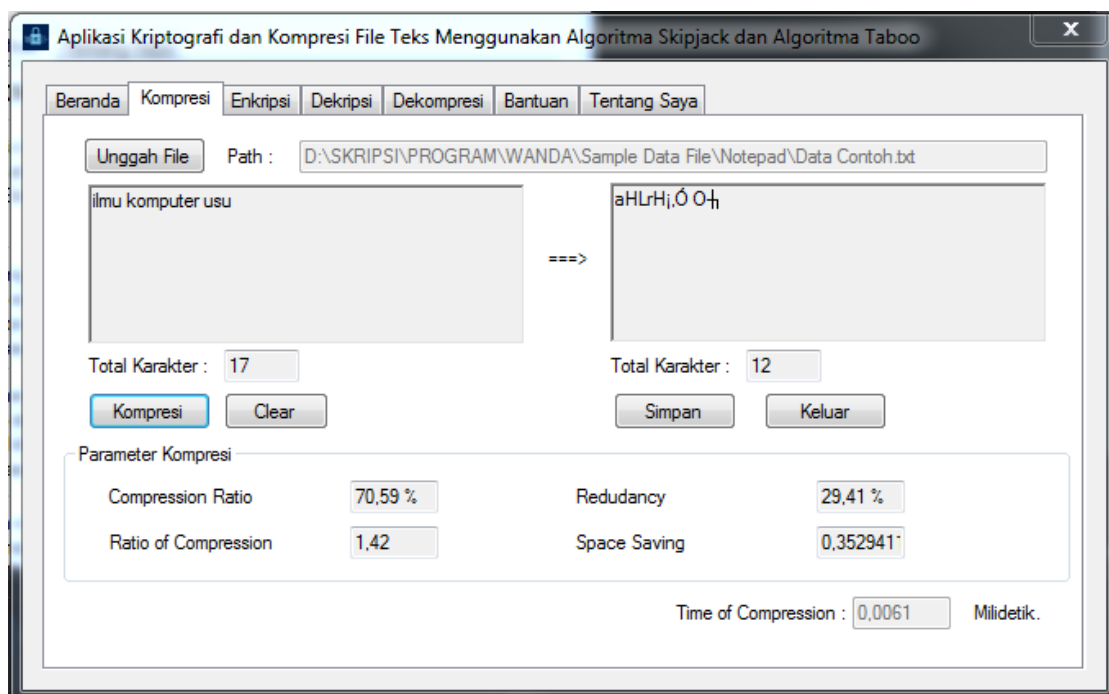 Aplikasi Kriptografi dan Kompresi File Teks Menggunakan Algoritma Skipjack dan Algoritma Taboo
Beranda Kompresi Enkripsi Dekripsi Dekompresi Bantuan Tentang Saya
Unggah File Path : D:\SKRIPSI\PROGRAM\WANDA\Sample Data File\Notepad\Data Contoh.txt
ilmu komputer usu ===> aHLrH¡,Ó O
Total Karakter : 17 Total Karakter : 12
Kompresi Clear Simpan Keluar
Parameter Kompresi
Compression Ratio 70,59 % Redudancy 29,41 %
Ratio of Compression 1,42 Space Saving 0,3529411
Time of Compression : 0,0061 Milidetik.